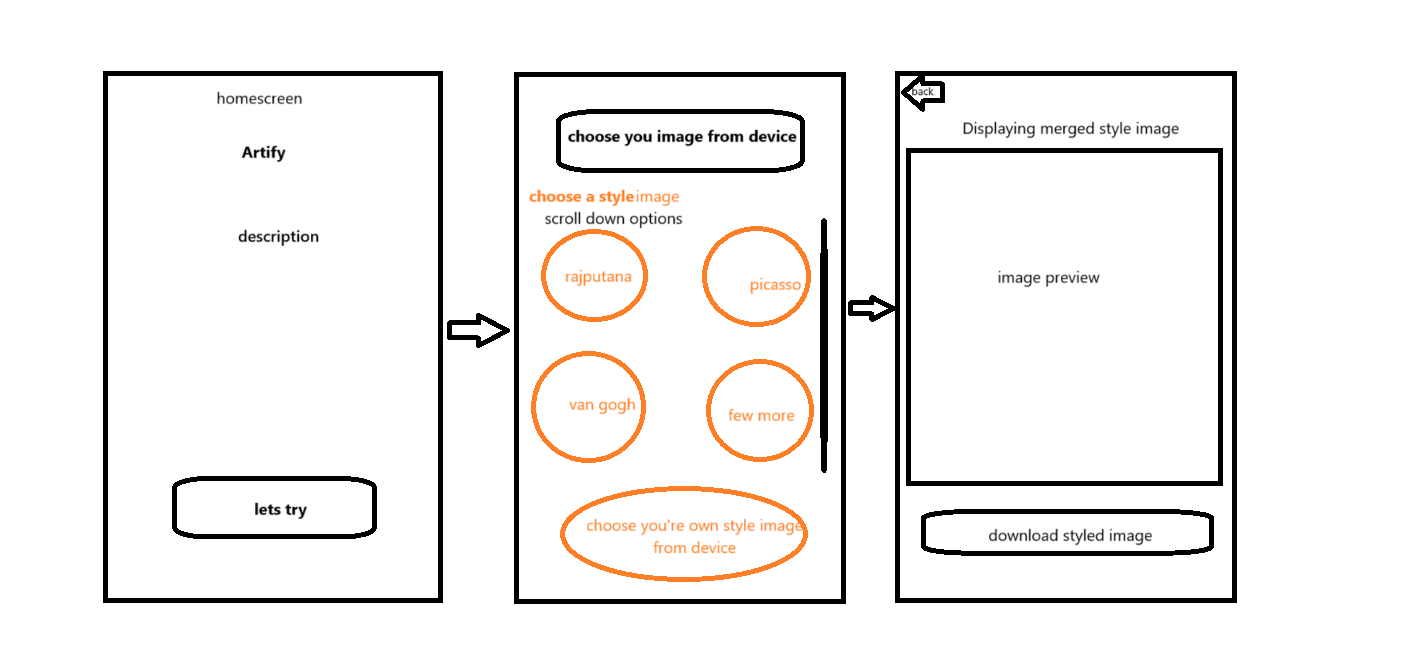 homescreen
Artify
description
lets try
choose you image from device
choose a style image
scroll down options
rajputana
picasso
van gogh
few more
choose you're own style image
from device
back
Displaying merged style image
image preview
download styled image